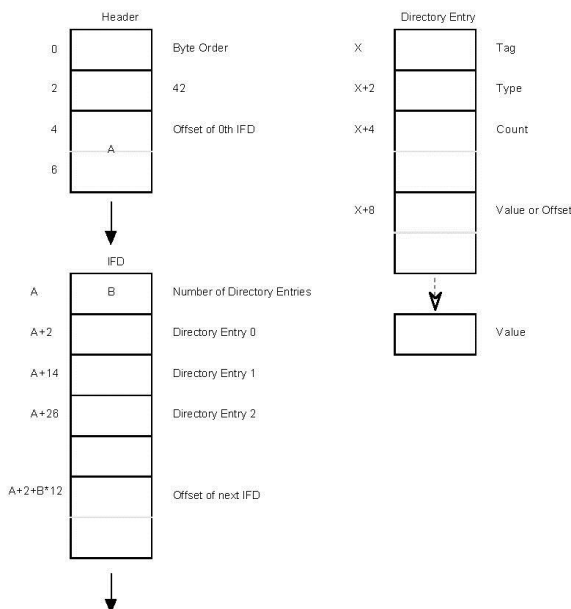 Header
0 Byte Order
2 42
4 Offset of 0th IFD
A
6
IFD
A B Number of Directory Entries
A+2 Directory Entry 0
A+14 Directory Entry 1
A+26 Directory Entry 2
A+2+B*12 Offset of next IFD
Directory Entry
X Tag
X+2 Type
X+4 Count
X+8 Value or Offset
Value